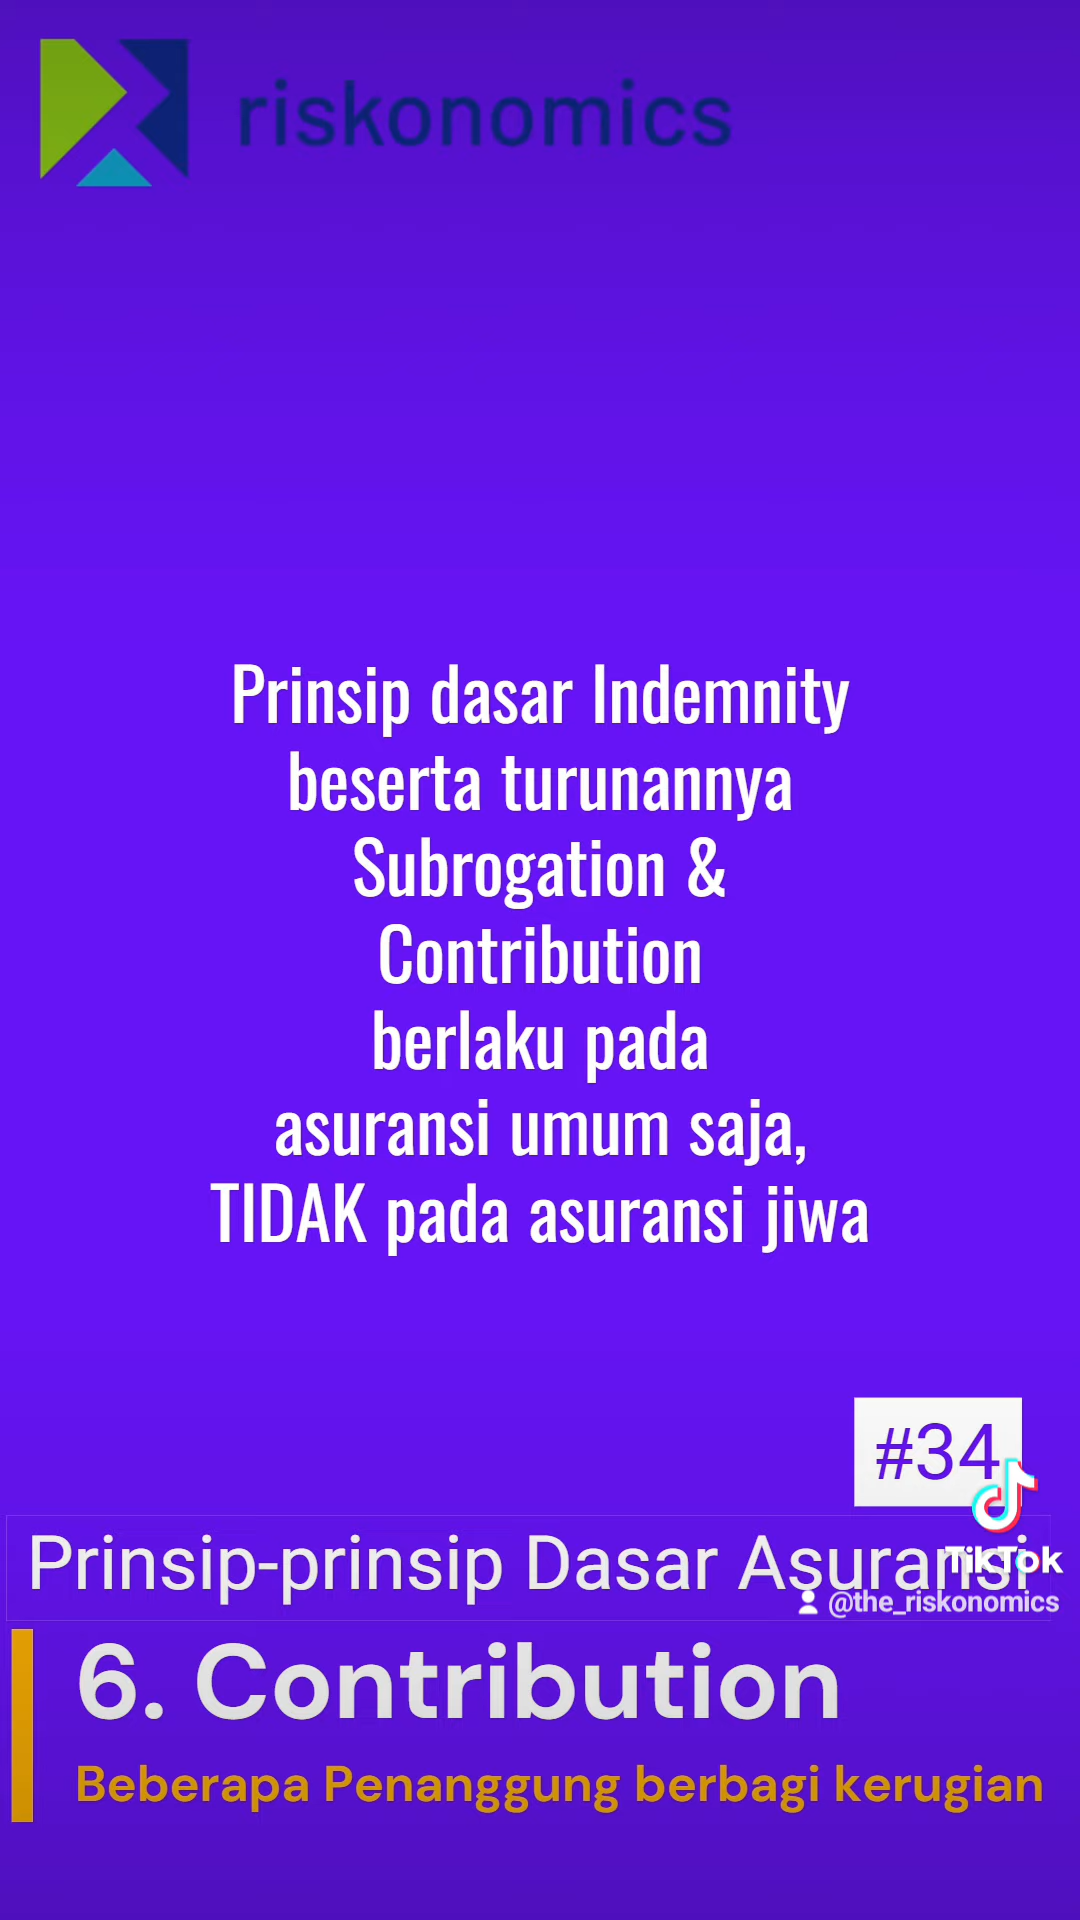 riskonomics
Prinsip dasar Indemnity
beserta turunannya
Subrogation &
Contribution
berlaku pada
asuransi umum saja,
TIDAK pada asuransi jiwa
#34
Prinsip-prinsip Dasar Asuransi
TikTok
@the_riskonomics
6. Contribution
Beberapa Penanggung berbagi kerugian